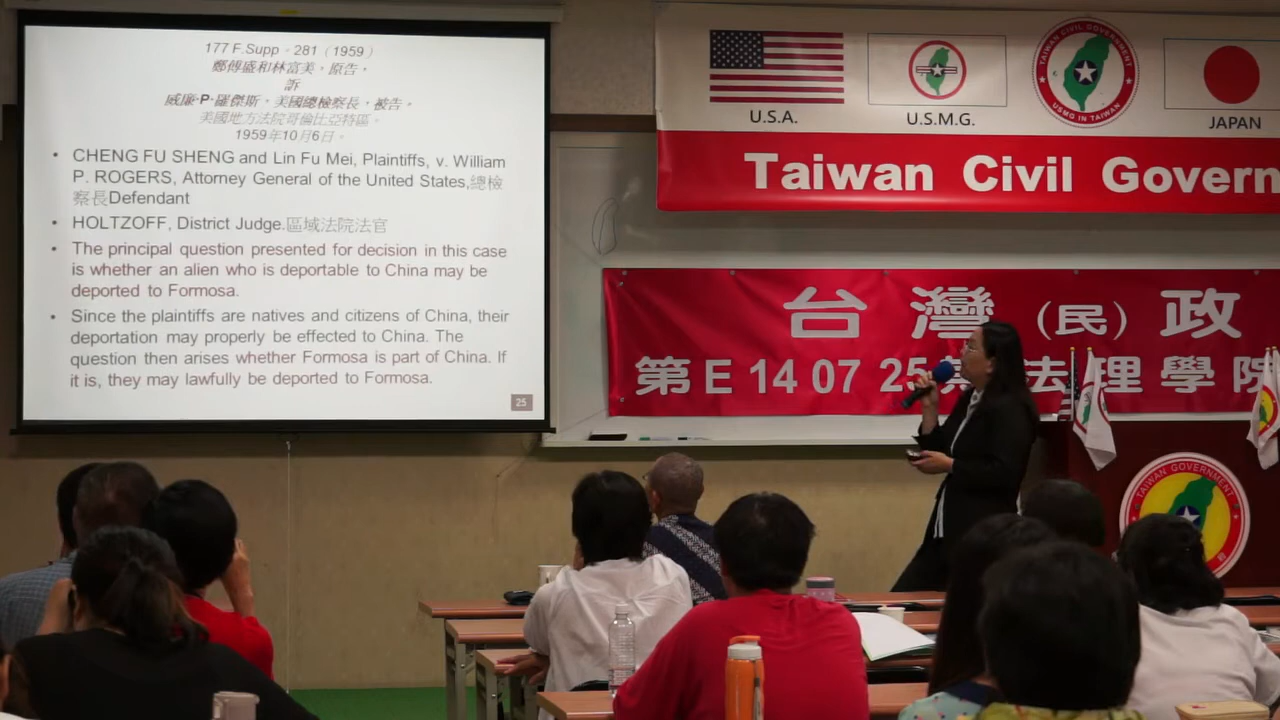 177 F.Supp. 281（1959）
鄭傅盛和林富美，原告，
訴
威廉·P·羅傑斯，美國總檢察長，被告。
美國地方法院哥倫比亞特區。
1959年10月6日。
• CHENG FU SHENG and Lin Fu Mei, Plaintiffs, v. William
P. ROGERS, Attorney General of the United States,總檢
察長Defendant
• HOLTZOFF, District Judge.區域法院法官
• The principal question presented for decision in this case
is whether an alien who is deportable to China may be
deported to Formosa.
• Since the plaintiffs are natives and citizens of China, their
deportation may properly be effected to China. The
question then arises whether Formosa is part of China. If
it is, they may lawfully be deported to Formosa.
25
U.S.A.
U.S.M.G.
TAIWAN CIVIL GOVERNMENT
USMG IN TAIWAN
JAPAN
Taiwan Civil Govern
台灣（民）政
第E 14 07 25 法理學院
TAIWAN GOVERNMENT